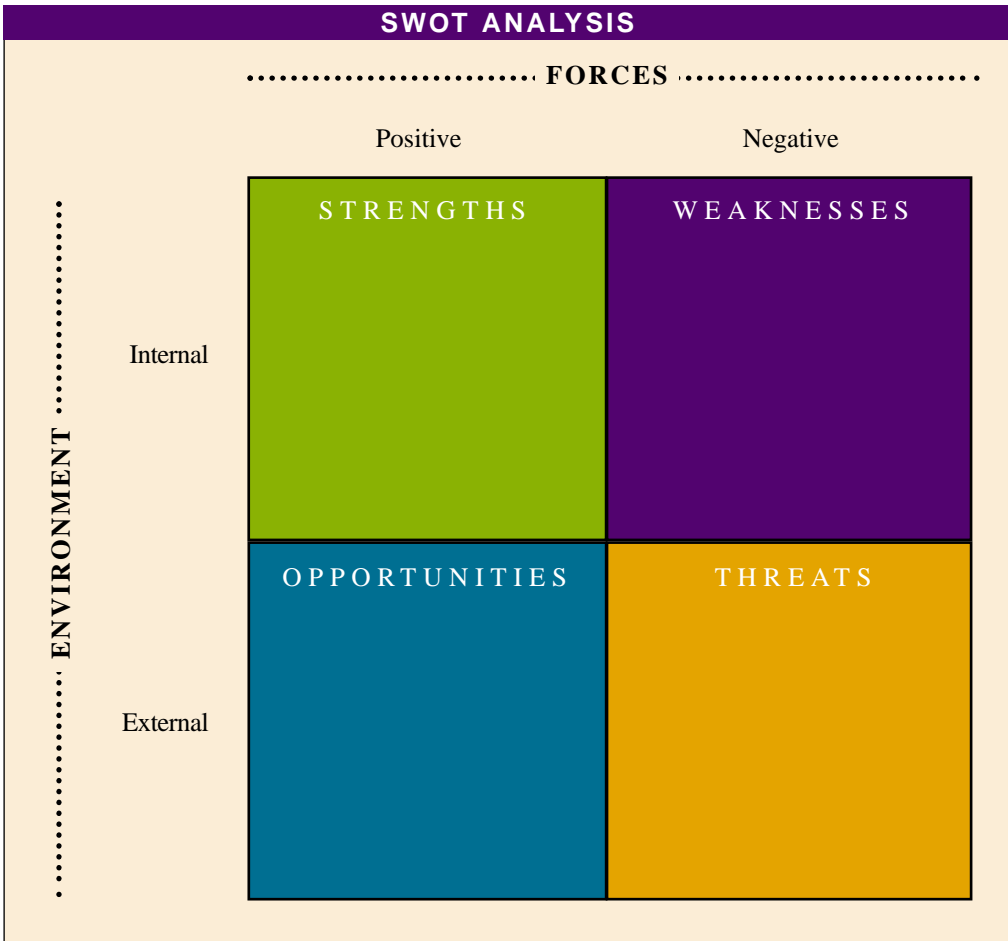 SWOT ANALYSIS
FORCES
Positive Negative
STRENGTHS WEAKNESSES
Internal
ENVIRONMENT
OPPORTUNITIES THREATS
External